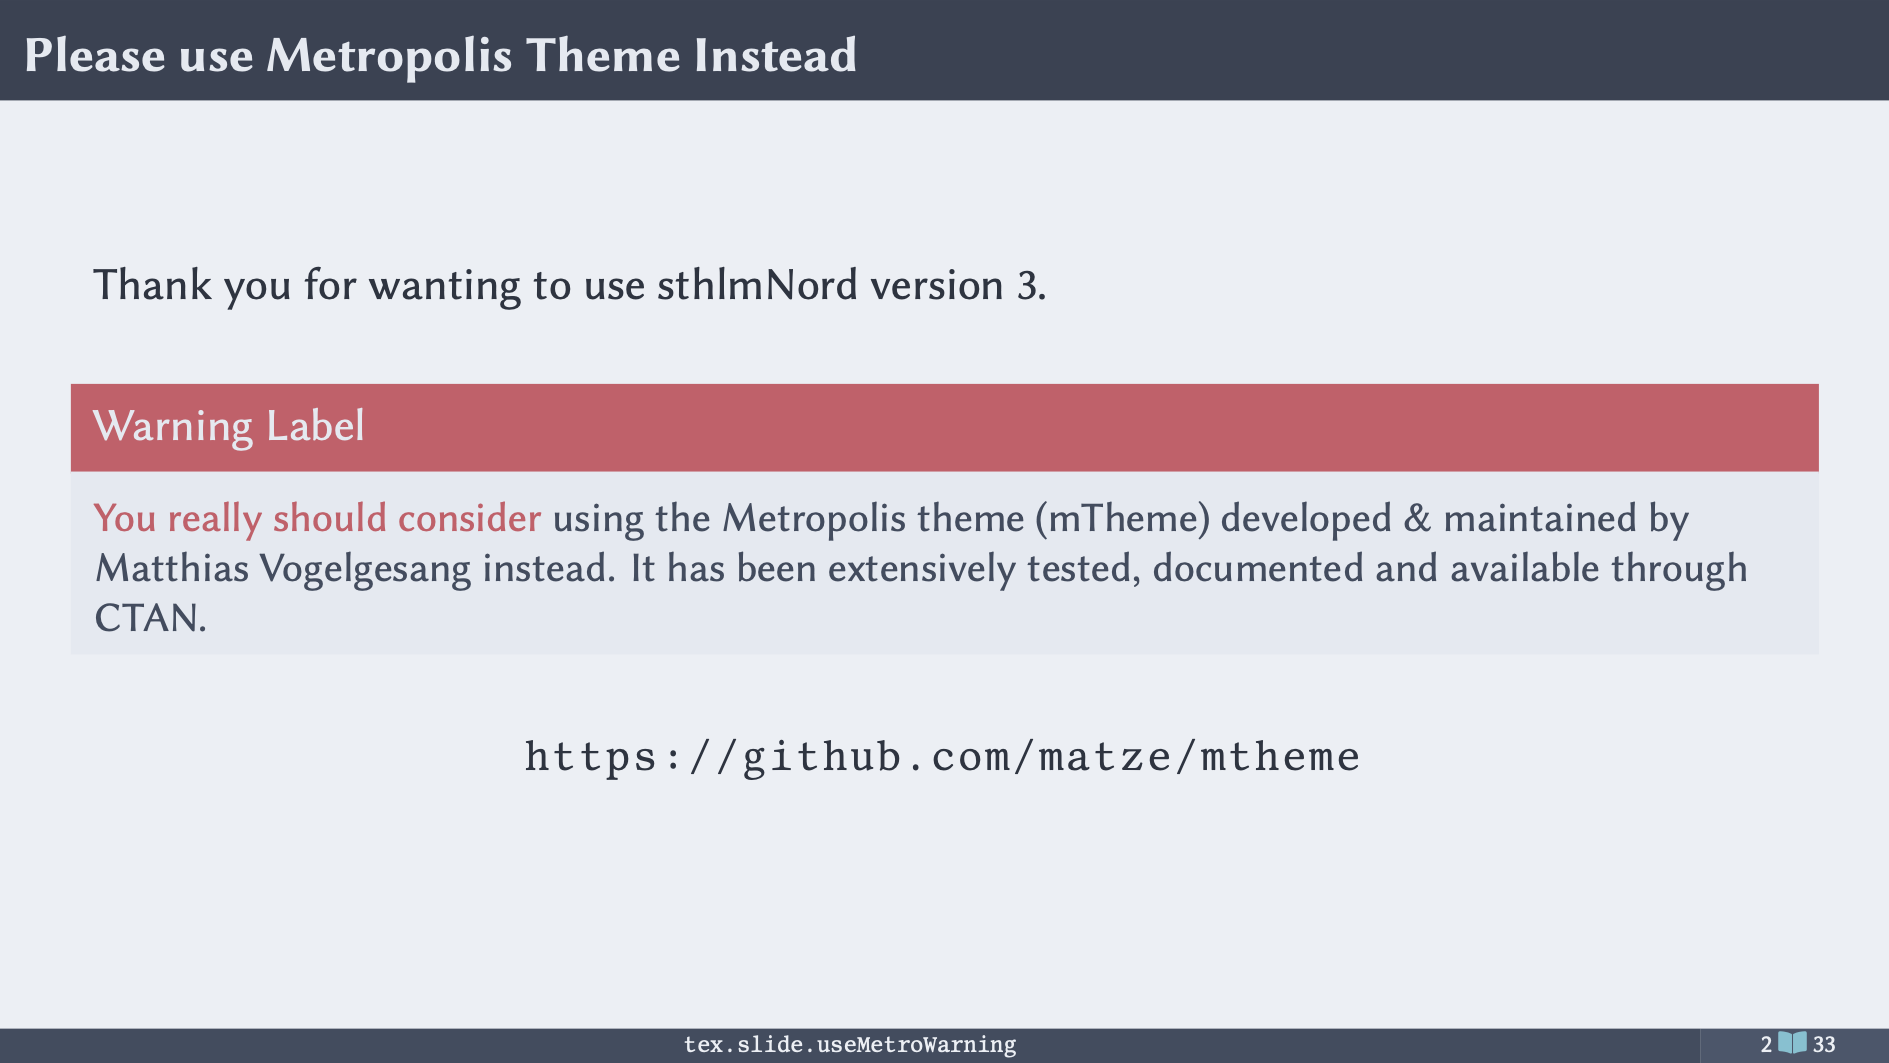 Please use Metropolis Theme Instead
Thank you for wanting to use sthlmNord version 3.
Warning Label
You really should consider using the Metropolis theme (mTheme) developed & maintained by
Matthias Vogelgesang instead. It has been extensively tested, documented and available through
CTAN.
https://github.com/matze/mtheme
tex.slide.useMetroWarning
2 33